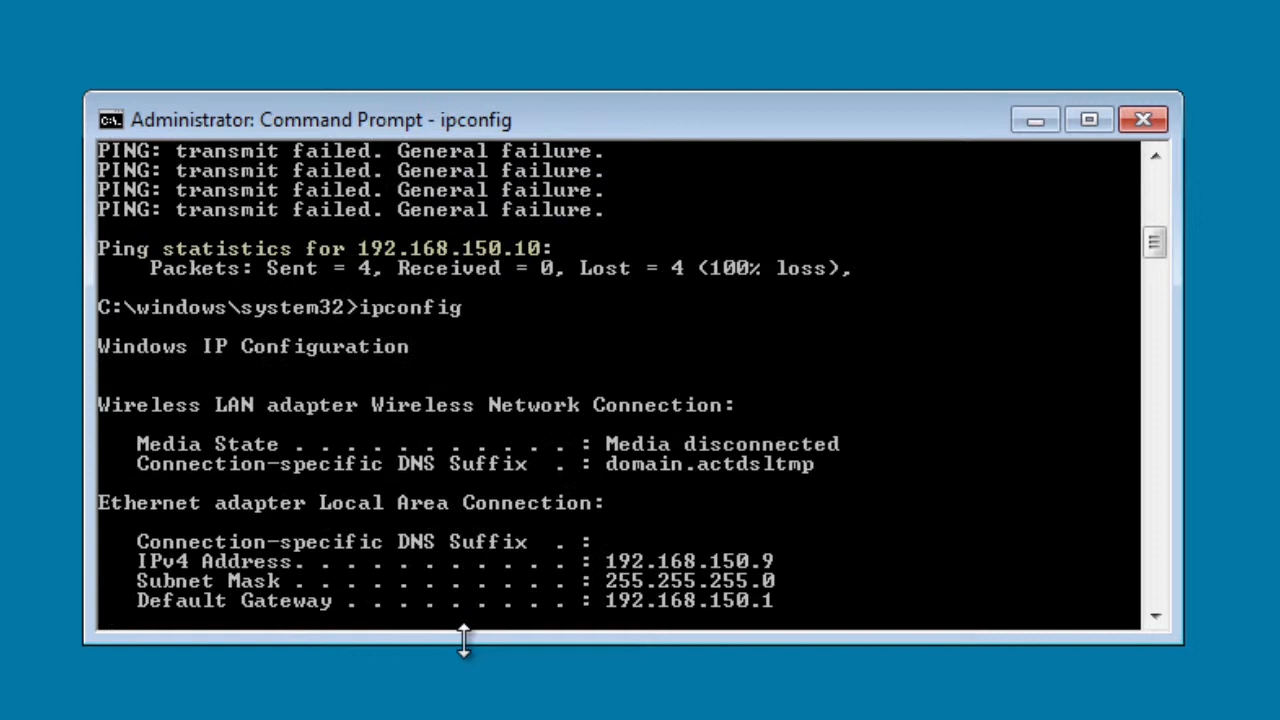 Administrator: Command Prompt - ipconfig
PING: transmit failed. General failure.
PING: transmit failed. General failure.
PING: transmit failed. General failure.
PING: transmit failed. General failure.
Ping statistics for 192.168.150.10:
Packets: Sent = 4, Received = 0, Lost = 4 (100% loss),
C:\windows\system32>ipconfig
Windows IP Configuration
Wireless LAN adapter Wireless Network Connection:
Media State . . . . . . . . . . . : Media disconnected
Connection-specific DNS Suffix  . : domain.actdsltmp
Ethernet adapter Local Area Connection:
Connection-specific DNS Suffix  . :
IPv4 Address. . . . . . . . . . . : 192.168.150.9
Subnet Mask . . . . . . . . . . . : 255.255.255.0
Default Gateway . . . . . . . . . : 192.168.150.1